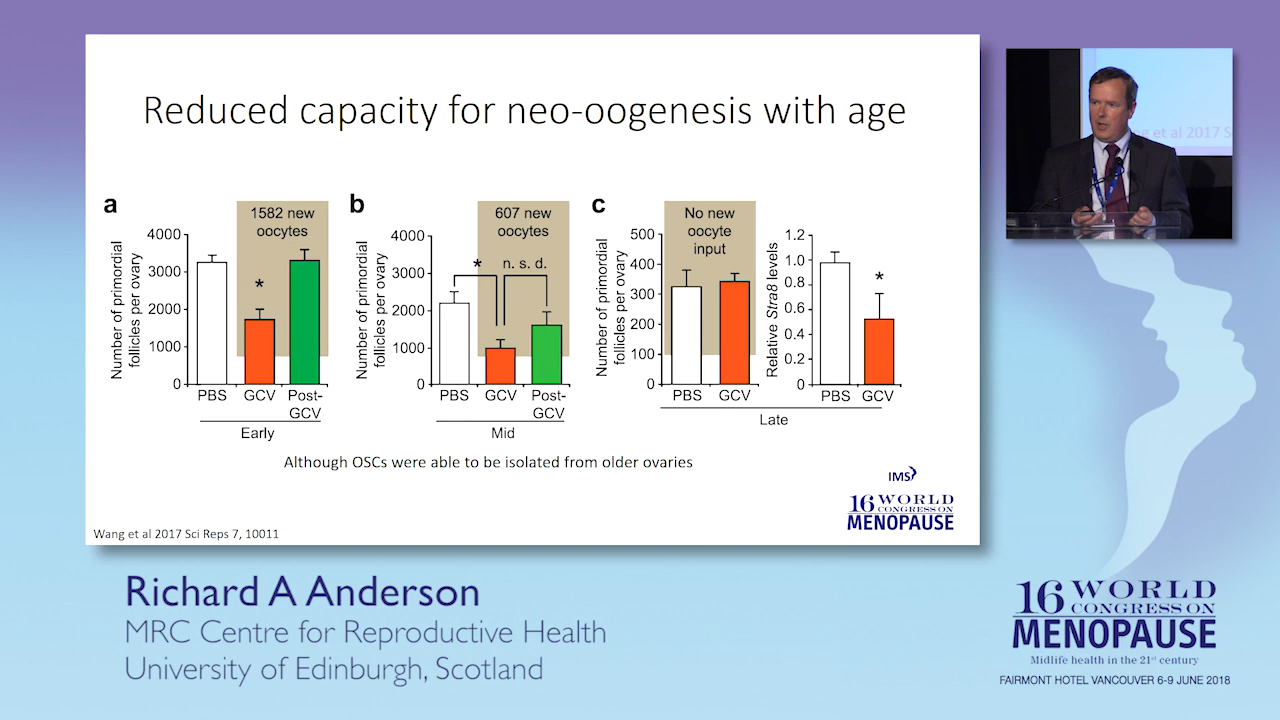 Reduced capacity for neo-oogenesis with age
a
1582 new
oocytes
Number of primordial
follicles per ovary
4000
3000
2000
1000
0
*
PBS
GCV
Post-
GCV
Early
b
607 new
oocytes
Number of primordial
follicles per ovary
4000
3000
2000
1000
0
*
n. s. d.
PBS
GCV
Post-
GCV
Mid
c
No new
oocyte
input
Number of primordial
follicles per ovary
500
400
300
200
100
0
PBS
GCV
Relative Stra8 levels
1.2
1.0
0.8
0.6
0.4
0.2
0
*
PBS
GCV
Late
Although OSCs were able to be isolated from older ovaries
IMS
16 WORLD
CONGRESS ON
MENOPAUSE
Wang et al 2017 Sci Reps 7, 10011
ng et al 2017 S
Richard A Anderson
MRC Centre for Reproductive Health
University of Edinburgh, Scotland
16 WORLD
CONGRESS ON
MENOPAUSE
Midlife health in the 21st century
FAIRMONT HOTEL VANCOUVER 6-9 JUNE 2018